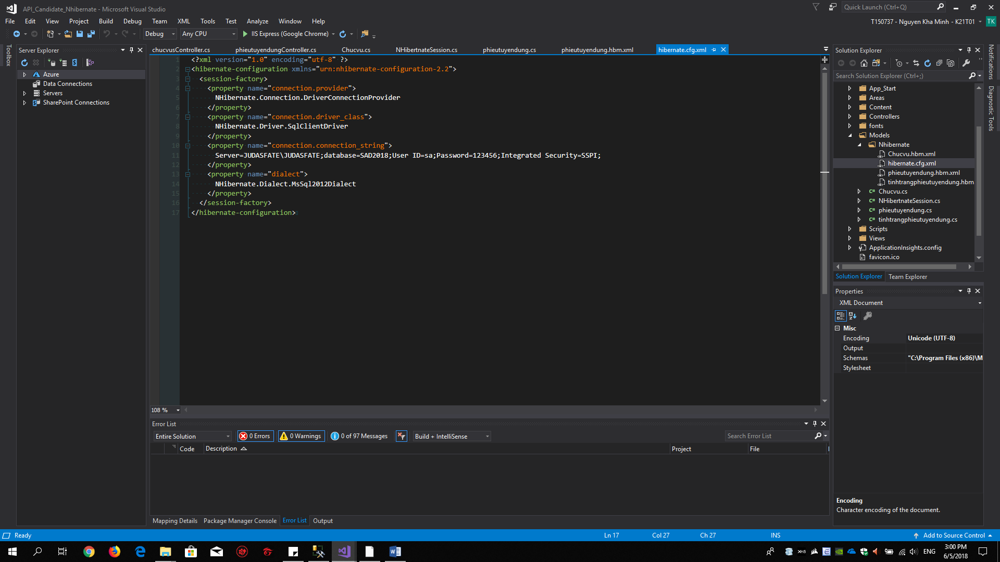 API_Candidate_Nhibernate - Microsoft Visual Studio
Quick Launch (Ctrl+Q)
File Edit View Project Build Debug Team XML Tools Test Analyze Window Help
T150737 - Nguyen Kha Minh - K21T01 TK
Debug Any CPU IIS Express (Google Chrome)
Toolbox
Server Explorer
Azure
Data Connections
Servers
SharePoint Connections
chucvusController.cs phieutuyendungController.cs Chucvu.cs NHibertnateSession.cs phieutuyendung.cs phieutuyendung.hbm.xml hibernate.cfg.xml
1 <?xml version="1.0" encoding="utf-8" ?>
2 <hibernate-configuration xmlns="urn:nhibernate-configuration-2.2">
3 <session-factory>
4 <property name="connection.provider">
5 NHibernate.Connection.DriverConnectionProvider
6 </property>
7 <property name="connection.driver_class">
8 NHibernate.Driver.SqlClientDriver
9 </property>
10 <property name="connection.connection_string">
11 Server=JUDASFATE\JUDASFATE;database=SAD2018;User ID=sa;Password=123456;Integrated Security=SSPI;
12 </property>
13 <property name="dialect">
14 NHibernate.Dialect.MsSql2012Dialect
15 </property>
16 </session-factory>
17 </hibernate-configuration>
108 %
Error List
Entire Solution 0 Errors 0 Warnings 0 of 97 Messages Build + IntelliSense Search Error List
Code Description Project File
Mapping Details Package Manager Console Error List Output
Solution Explorer
Search Solution Explorer (Ctrl+;)
App_Start
Areas
Content
Controllers
fonts
Models
Nhibernate
Chucvu.hbm.xml
hibernate.cfg.xml
phieutuyendung.hbm.xml
tinhtrangphieutuyendung.hbm
C# Chucvu.cs
C# NHibertnateSession.cs
C# phieutuyendung.cs
C# tinhtrangphieutuyendung.cs
Scripts
Views
ApplicationInsights.config
favicon.ico
Solution Explorer Team Explorer
Properties
XML Document
Misc
Encoding Unicode (UTF-8)
Output
Schemas "C:\Program Files (x86)\M
Stylesheet
Encoding
Character encoding of the document.
Notifications
Diagnostic Tools
Ready Ln 17 Col 27 Ch 27 INS Add to Source Control
ENG
3:00 PM
6/5/2018